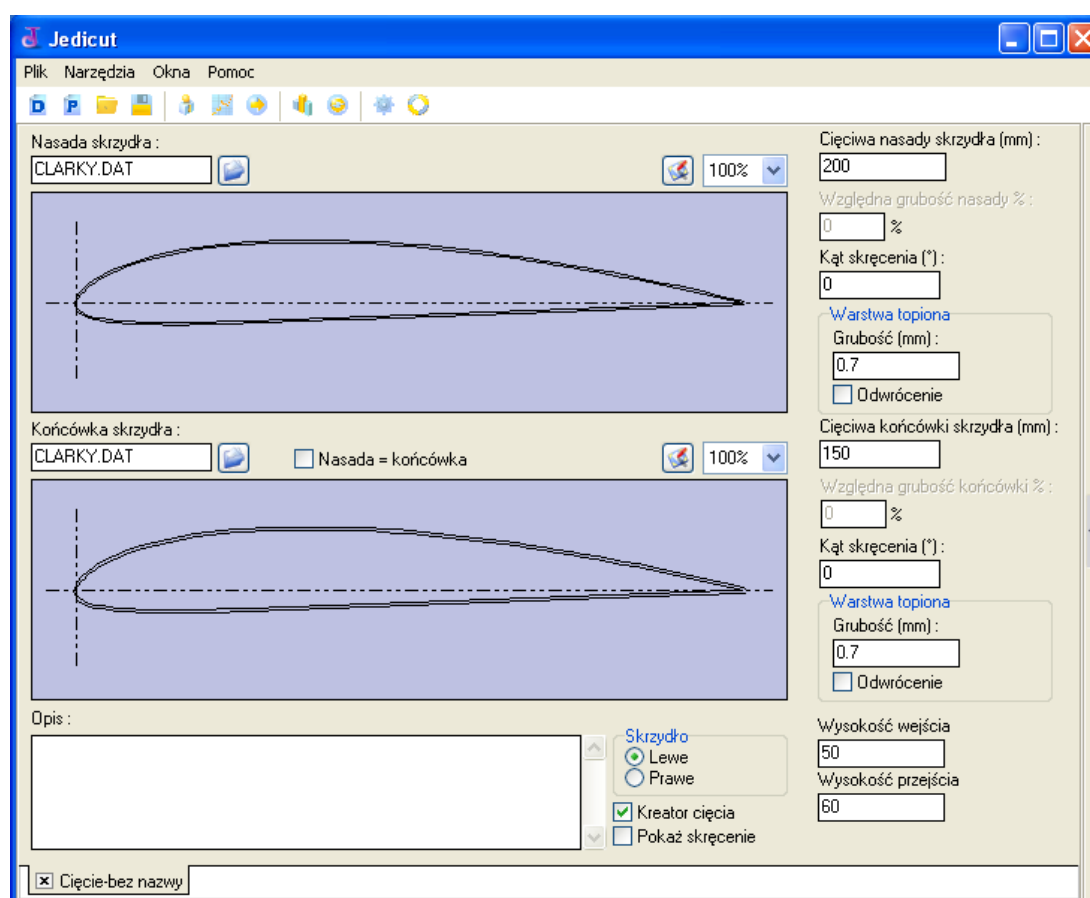 Jedicut
Plik Narzędzia Okna Pomoc
Nasada skrzydła :
CLARKY.DAT
100%
Cięciwa nasady skrzydła (mm) :
200
Względna grubość nasady % :
0 %
Kąt skręcenia (°) :
0
Warstwa topiona
Grubość (mm) :
0.7
Odwrócenie
Końcówka skrzydła :
CLARKY.DAT
Nasada = końcówka
100%
Cięciwa końcówki skrzydła (mm) :
150
Względna grubość końcówki % :
0 %
Kąt skręcenia (°) :
0
Warstwa topiona
Grubość (mm) :
0.7
Odwrócenie
Opis :
Skrzydło
Lewe
Prawe
Kreator cięcia
Pokaż skręcenie
Wysokość wejścia
50
Wysokość przejścia
60
Cięcie-bez nazwy